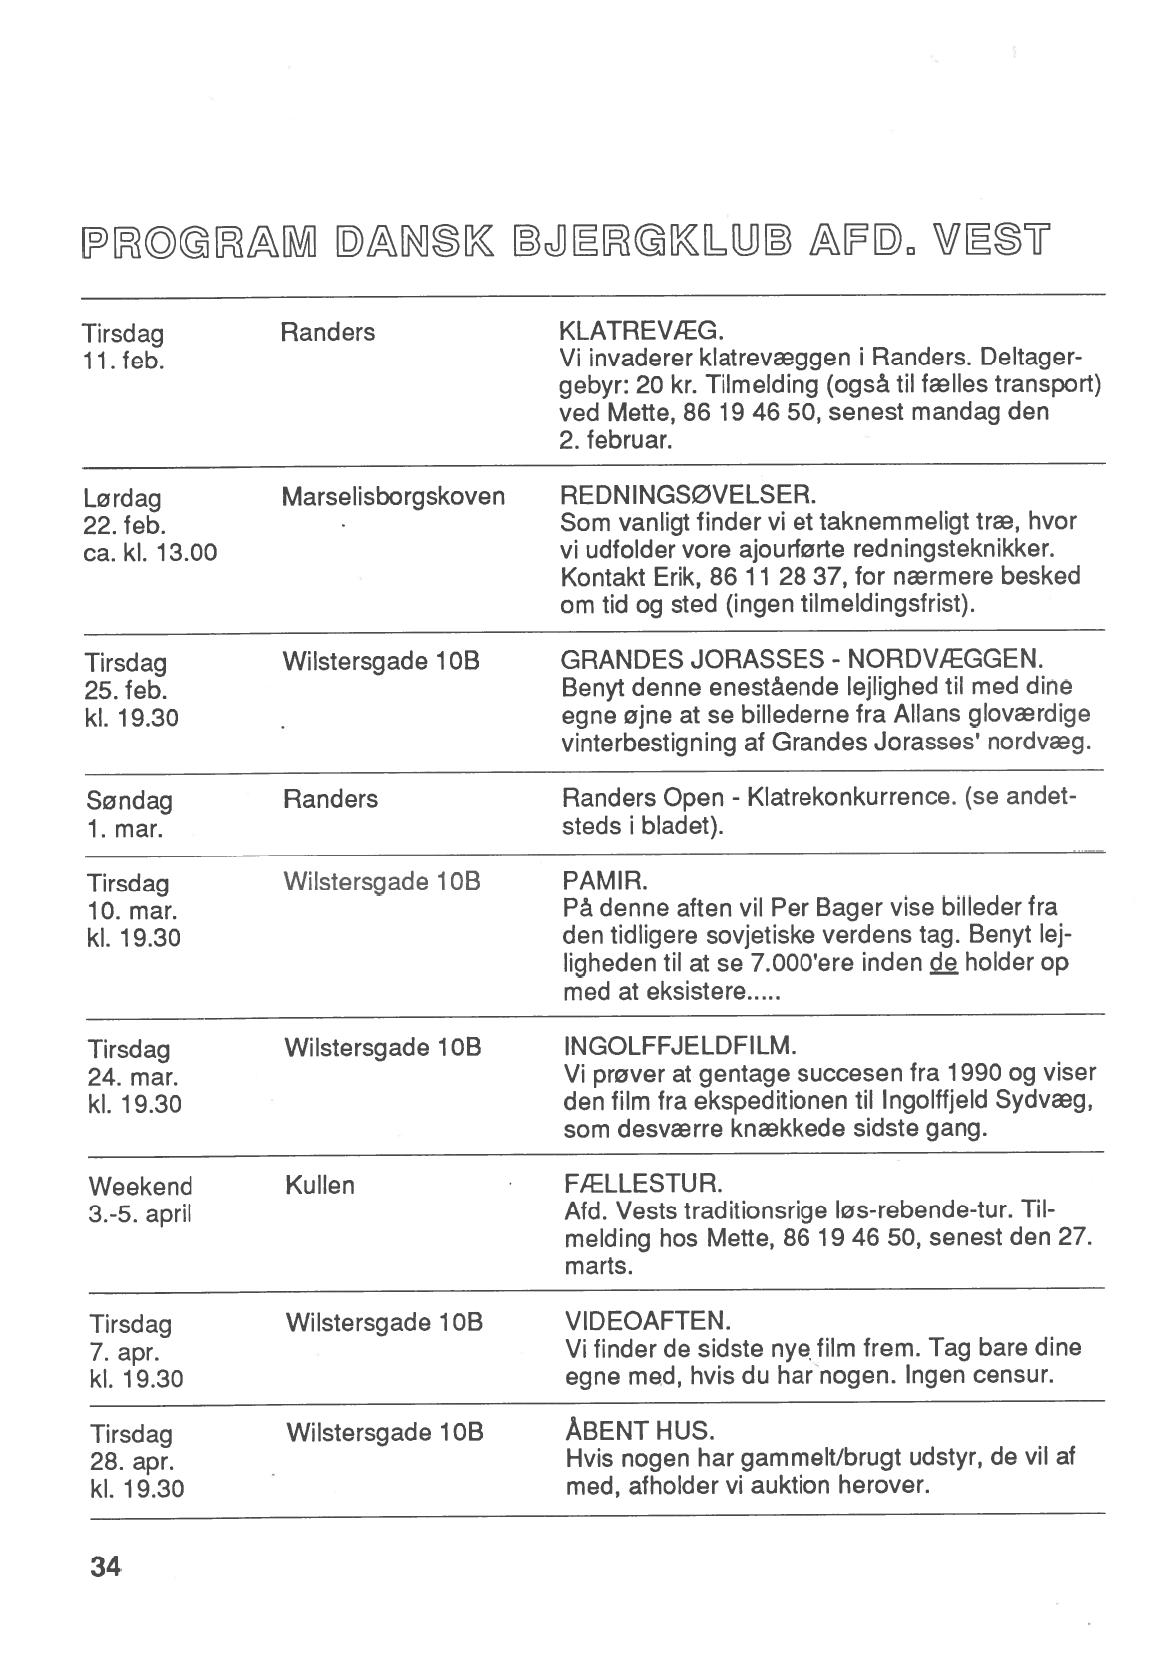 PROGRAM DANSK BJERGKLUB AFD. VEST
Tirsdag
11. feb.
Randers
KLATREVÆG.
Vi invaderer klatrevæggen i Randers. Deltager-
gebyr: 20 kr. Tilmelding (også til fælles transport)
ved Mette, 86 19 46 50, senest mandag den
2. februar.
Lørdag
22. feb.
ca. kl. 13.00
Marselisborgskoven
REDNINGSØVELSER.
Som vanligt finder vi et taknemmeligt træ, hvor
vi udfolder vore ajourførte redningsteknikker.
Kontakt Erik, 86 11 28 37, for nærmere besked
om tid og sted (ingen tilmeldingsfrist).
Tirsdag
25. feb.
kl. 19.30
Wilstersgade 10B
GRANDES JORASSES - NORDVÆGGEN.
Benyt denne enestående lejlighed til med dine
egne øjne at se billederne fra Allans gloværdige
vinterbestigning af Grandes Jorasses' nordvæg.
Søndag
1. mar.
Randers
Randers Open - Klatrekonkurrence. (se andet-
steds i bladet).
Tirsdag
10. mar.
kl. 19.30
Wilstersgade 10B
PAMIR.
På denne aften vil Per Bager vise billeder fra
den tidligere sovjetiske verdens tag. Benyt lej-
ligheden til at se 7.000'ere inden de holder op
med at eksistere.....
Tirsdag
24. mar.
kl. 19.30
Wilstersgade 10B
INGOLFFJELDFILM.
Vi prøver at gentage succesen fra 1990 og viser
den film fra ekspeditionen til Ingolffjeld Sydvæg,
som desværre knækkede sidste gang.
Weekend
3.-5. april
Kullen
FÆLLESTUR.
Afd. Vests traditionsrige løs-rebende-tur. Til-
melding hos Mette, 86 19 46 50, senest den 27.
marts.
Tirsdag
7. apr.
kl. 19.30
Wilstersgade 10B
VIDEOAFTEN.
Vi finder de sidste nye film frem. Tag bare dine
egne med, hvis du har nogen. Ingen censur.
Tirsdag
28. apr.
kl. 19.30
Wilstersgade 10B
ÅBENT HUS.
Hvis nogen har gammelt/brugt udstyr, de vil af
med, afholder vi auktion herover.
34